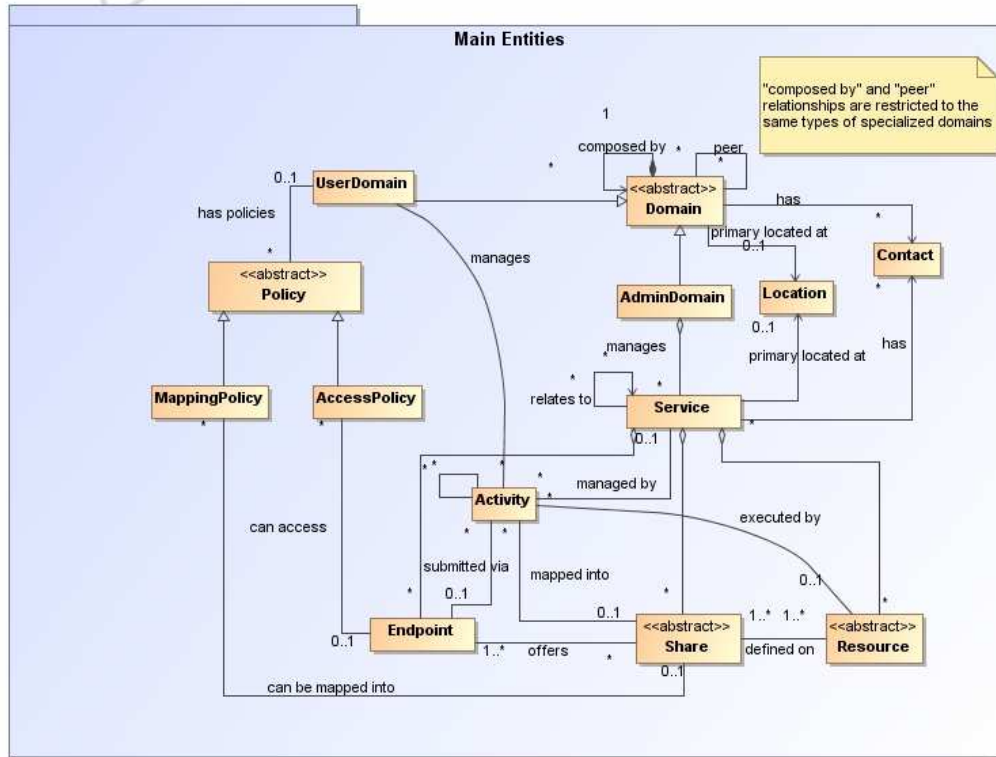 Main Entities
"composed by" and "peer"
relationships are restricted to the
same types of specialized domains
1
composed by
*
peer
*
*
0..1
UserDomain
<<abstract>>
Domain
has
has policies
primary located at
*
0..1
Contact
*
*
<<abstract>>
Policy
manages
AdminDomain
Location
0..1
manages
*
primary located at
has
*
*
*
MappingPolicy
AccessPolicy
relates to
Service
*
*
*
0..1
*
*
*
*
*
Activity
managed by
executed by
can access
*
*
submitted via
mapped into
0..1
0..1
*
0..1
*
*
Endpoint
0..1
<<abstract>>
Share
1..*
1..*
<<abstract>>
Resource
1..*
offers
*
defined on
0..1
can be mapped into